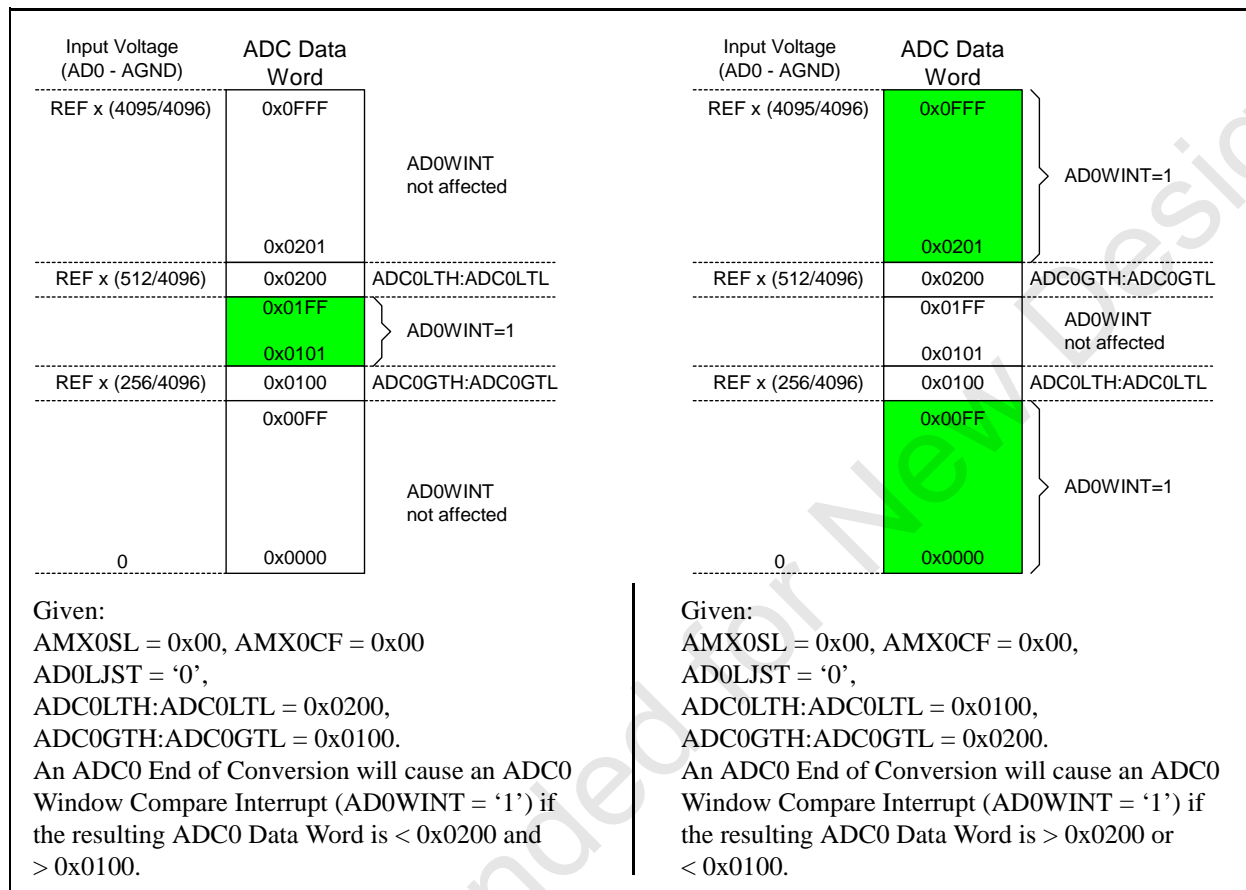 Input Voltage
(AD0 - AGND)
ADC Data
Word
REF x (4095/4096)
0x0FFF
AD0WINT
not affected
0x0201
REF x (512/4096)
0x0200
ADC0LTH:ADC0LTL
0x01FF
AD0WINT=1
0x0101
REF x (256/4096)
0x0100
ADC0GTH:ADC0GTL
0x00FF
AD0WINT
not affected
0
0x0000
Given:
AMX0SL = 0x00, AMX0CF = 0x00
AD0LJST = ‘0’,
ADC0LTH:ADC0LTL = 0x0200,
ADC0GTH:ADC0GTL = 0x0100.
An ADC0 End of Conversion will cause an ADC0
Window Compare Interrupt (AD0WINT = ‘1’) if
the resulting ADC0 Data Word is < 0x0200 and
> 0x0100.
Input Voltage
(AD0 - AGND)
ADC Data
Word
REF x (4095/4096)
0x0FFF
AD0WINT=1
0x0201
REF x (512/4096)
0x0200
ADC0GTH:ADC0GTL
0x01FF
AD0WINT
not affected
0x0101
REF x (256/4096)
0x0100
ADC0LTH:ADC0LTL
0x00FF
AD0WINT=1
0
0x0000
Given:
AMX0SL = 0x00, AMX0CF = 0x00,
AD0LJST = ‘0’,
ADC0LTH:ADC0LTL = 0x0100,
ADC0GTH:ADC0GTL = 0x0200.
An ADC0 End of Conversion will cause an ADC0
Window Compare Interrupt (AD0WINT = ‘1’) if
the resulting ADC0 Data Word is > 0x0200 or
< 0x0100.
nded for New Desig